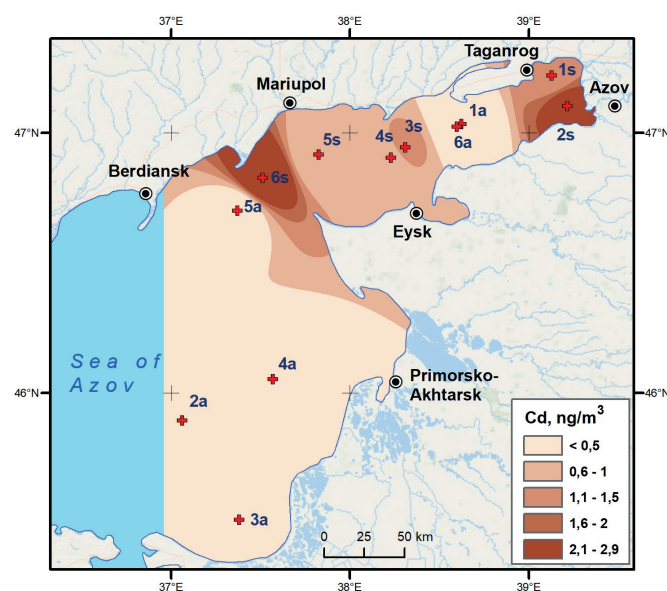 37°E 38°E 39°E
Taganrog
1s
Mariupol
Azov
1a
3s
47°N 47°N
5s 4s 2s
6a
Berdiansk
6s
5a
Eysk
Sea of
Azov
4a
Primorsko-
Akhtarsk
46°N 46°N
2a
Cd, ng/m³
< 0,5
0,6 - 1
1,1 - 1,5
1,6 - 2
2,1 - 2,9
3a
0 25 50 km
37°E 38°E 39°E